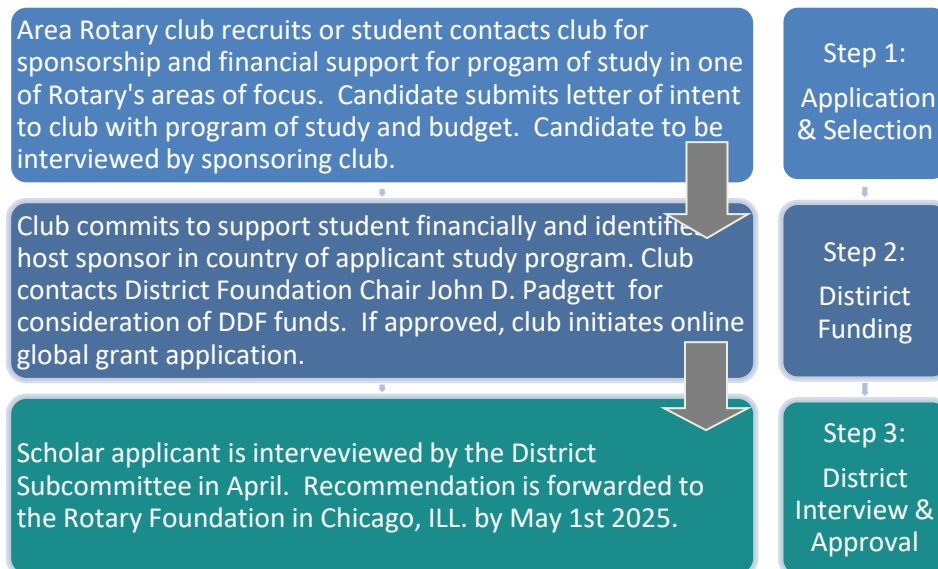 Area Rotary club recruits or student contacts club for
sponsorship and financial support for progam of study in one
of Rotary's areas of focus.  Candidate submits letter of intent
to club with program of study and budget.  Candidate to be
interviewed by sponsoring club.
Step 1:
Application
& Selection
Club commits to support student financially and identifies
host sponsor in country of applicant study program. Club
contacts District Foundation Chair John D. Padgett  for
consideration of DDF funds.  If approved, club initiates online
global grant application.
Step 2:
Distirict
Funding
Scholar applicant is interveviewed by the District
Subcommittee in April.  Recommendation is forwarded to
the Rotary Foundation in Chicago, ILL. by May 1st 2025.
Step 3:
District
Interview &
Approval